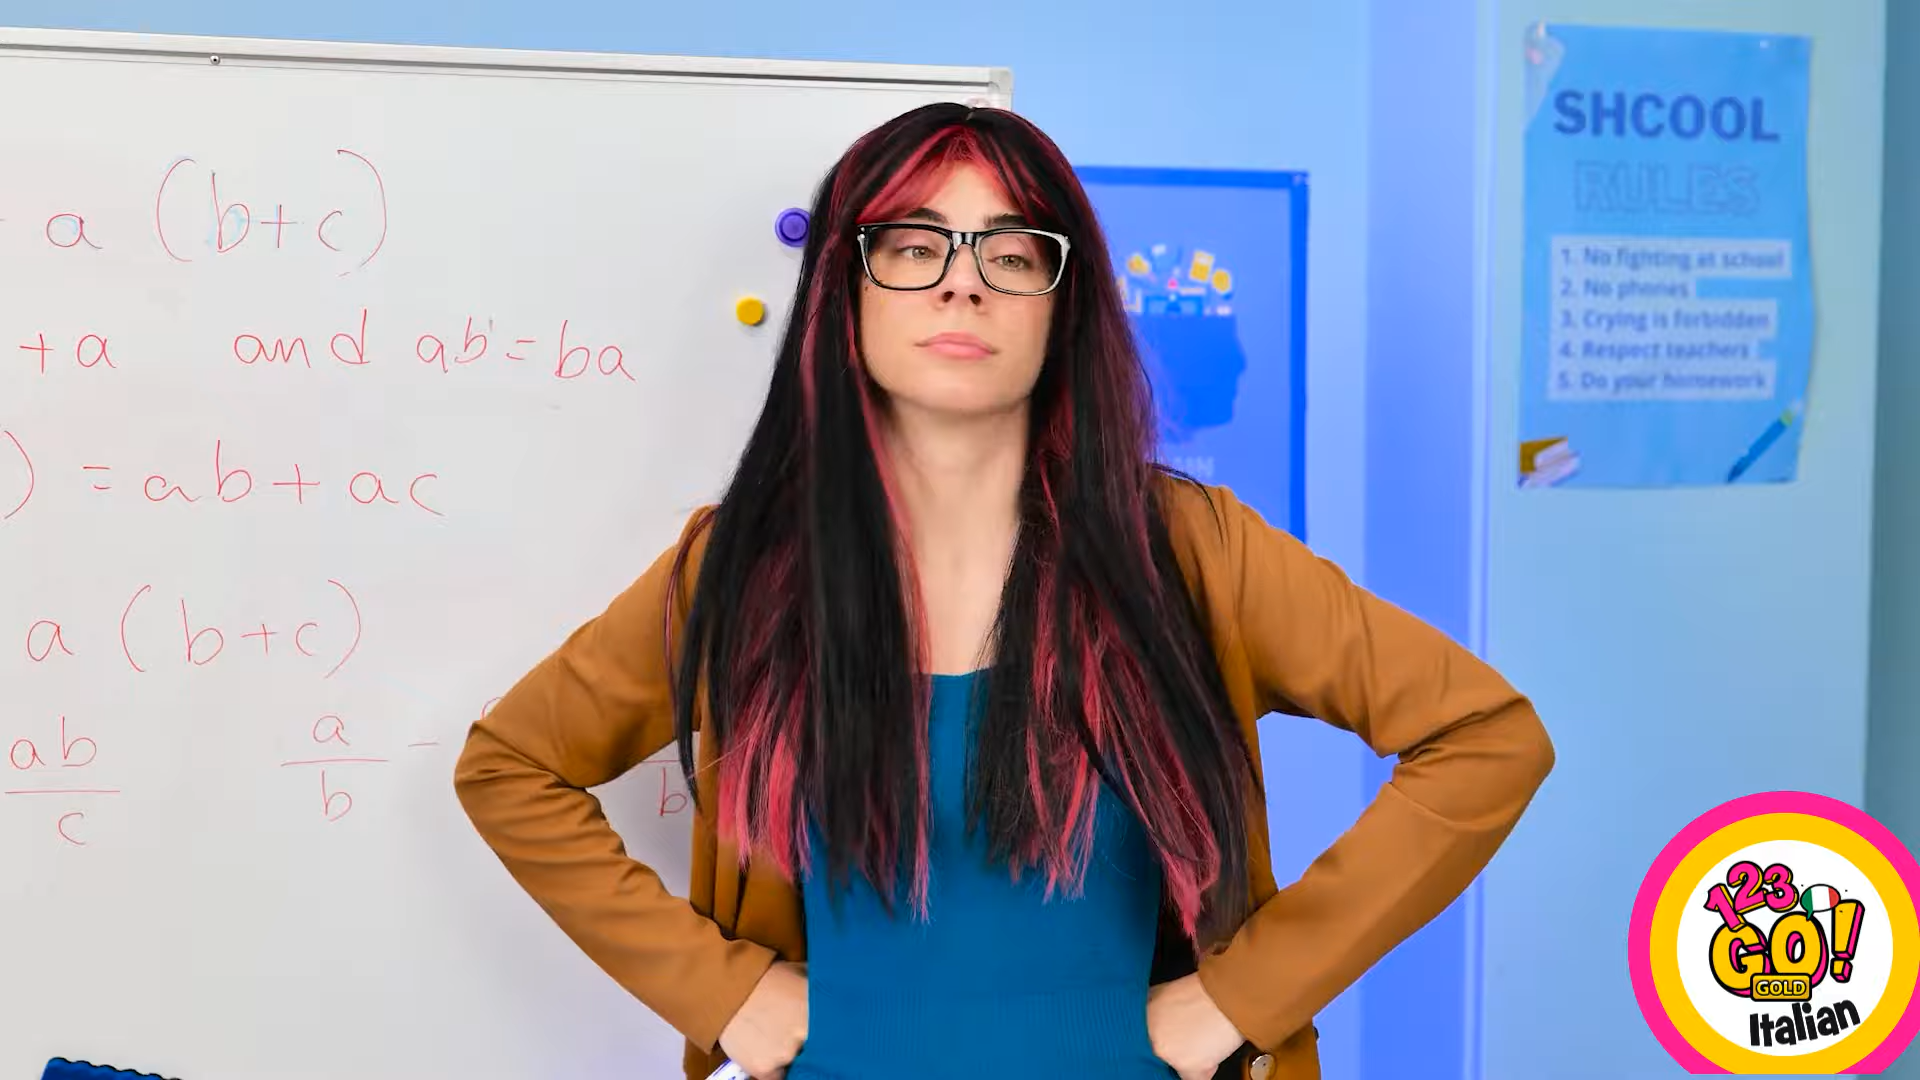 a (b+c)
+a and ab=ba
) = ab + ac
a (b+c)
ab
c
a
b
-
b
SHCOOL
RULES
1. No fighting at school
2. No phones
3. Crying is forbidden
4. Respect teachers
5. Do your homework
123
GO!
GOLD
Italian